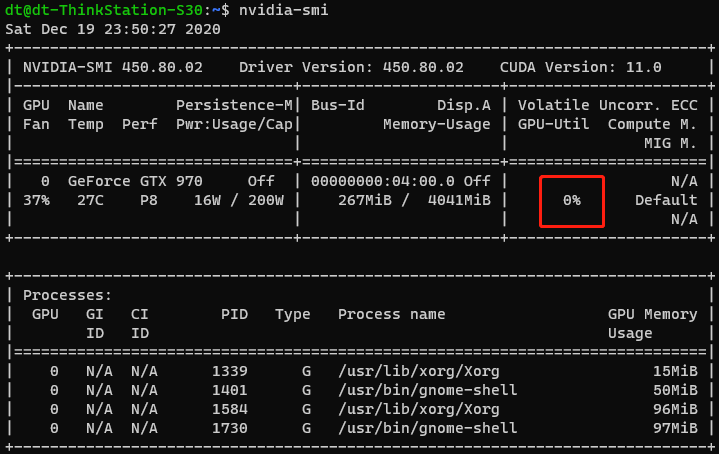 dt@dt-ThinkStation-S30:~$ nvidia-smi
Sat Dec 19 23:50:27 2020
+-----------------------------------------------------------------------------+
| NVIDIA-SMI 450.80.02    Driver Version: 450.80.02    CUDA Version: 11.0     |
|-------------------------------+----------------------+----------------------+
| GPU  Name        Persistence-M| Bus-Id        Disp.A | Volatile Uncorr. ECC |
| Fan  Temp  Perf  Pwr:Usage/Cap|         Memory-Usage | GPU-Util  Compute M. |
|                               |                      |               MIG M. |
|===============================+======================+======================|
|   0  GeForce GTX 970     Off  | 00000000:04:00.0 Off |                  N/A |
| 37%   27C    P8    16W / 200W |    267MiB /  4041MiB |      0%      Default |
|                               |                      |                  N/A |
+-------------------------------+----------------------+----------------------+
+-----------------------------------------------------------------------------+
| Processes:                                                                  |
|  GPU   GI   CI        PID   Type   Process name                  GPU Memory |
|        ID   ID                                                   Usage      |
|=============================================================================|
|    0   N/A  N/A      1339      G   /usr/lib/xorg/Xorg                 15MiB |
|    0   N/A  N/A      1401      G   /usr/bin/gnome-shell               50MiB |
|    0   N/A  N/A      1584      G   /usr/lib/xorg/Xorg                 96MiB |
|    0   N/A  N/A      1730      G   /usr/bin/gnome-shell               97MiB |
+-----------------------------------------------------------------------------+